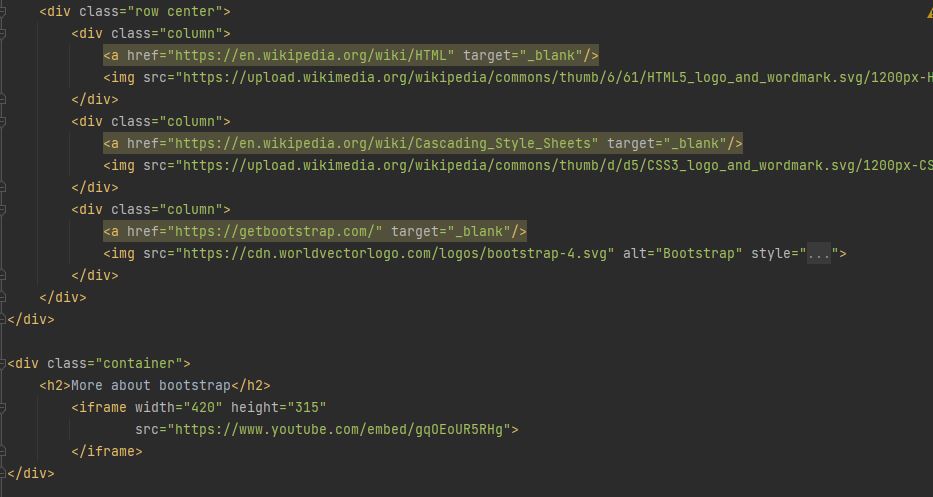 <div class="row center">
<div class="column">
<a href="https://en.wikipedia.org/wiki/HTML" target="_blank"/>
<img src="https://upload.wikimedia.org/wikipedia/commons/thumb/6/61/HTML5_logo_and_wordmark.svg/1200px-H
</div>
<div class="column">
<a href="https://en.wikipedia.org/wiki/Cascading_Style_Sheets" target="_blank"/>
<img src="https://upload.wikimedia.org/wikipedia/commons/thumb/d/d5/CSS3_logo_and_wordmark.svg/1200px-CS
</div>
<div class="column">
<a href="https://getbootstrap.com/" target="_blank"/>
<img src="https://cdn.worldvectorlogo.com/logos/bootstrap-4.svg" alt="Bootstrap" style="...">
</div>
</div>
</div>
<div class="container">
<h2>More about bootstrap</h2>
<iframe width="420" height="315"
src="https://www.youtube.com/embed/gqOEoUR5RHg">
</iframe>
</div>